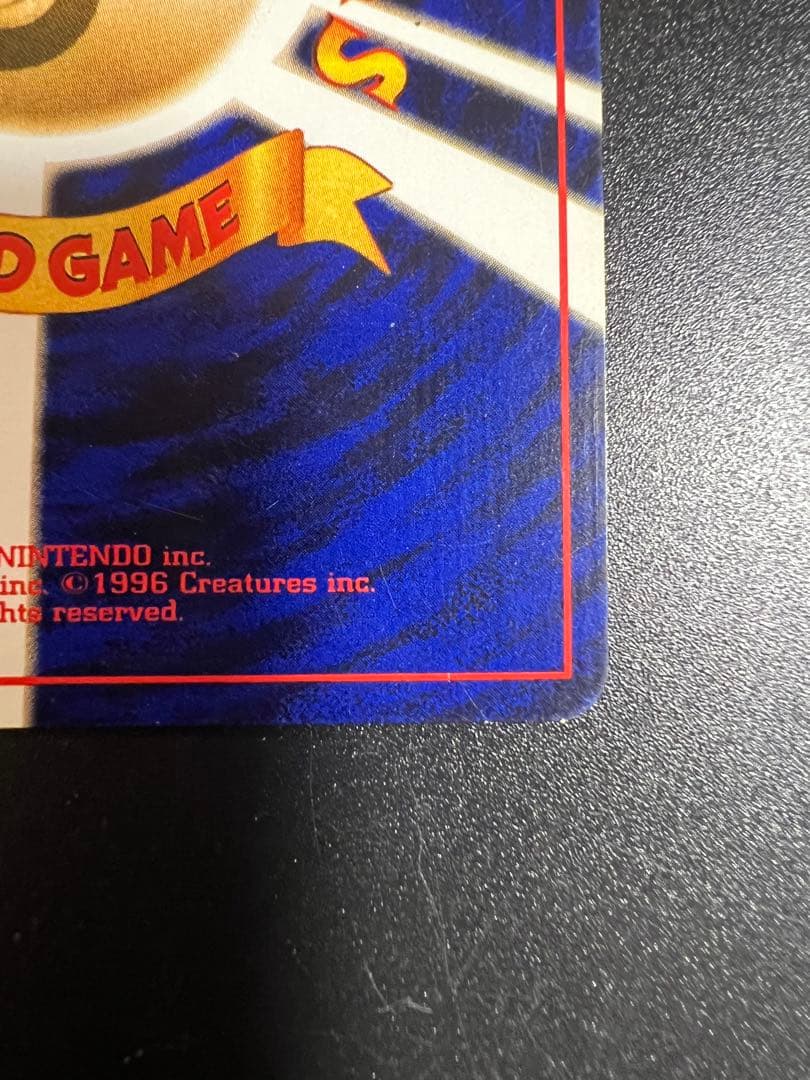 S
D GAME
NINTENDO inc.
inc. ©1996 Creatures inc.
hts reserved.